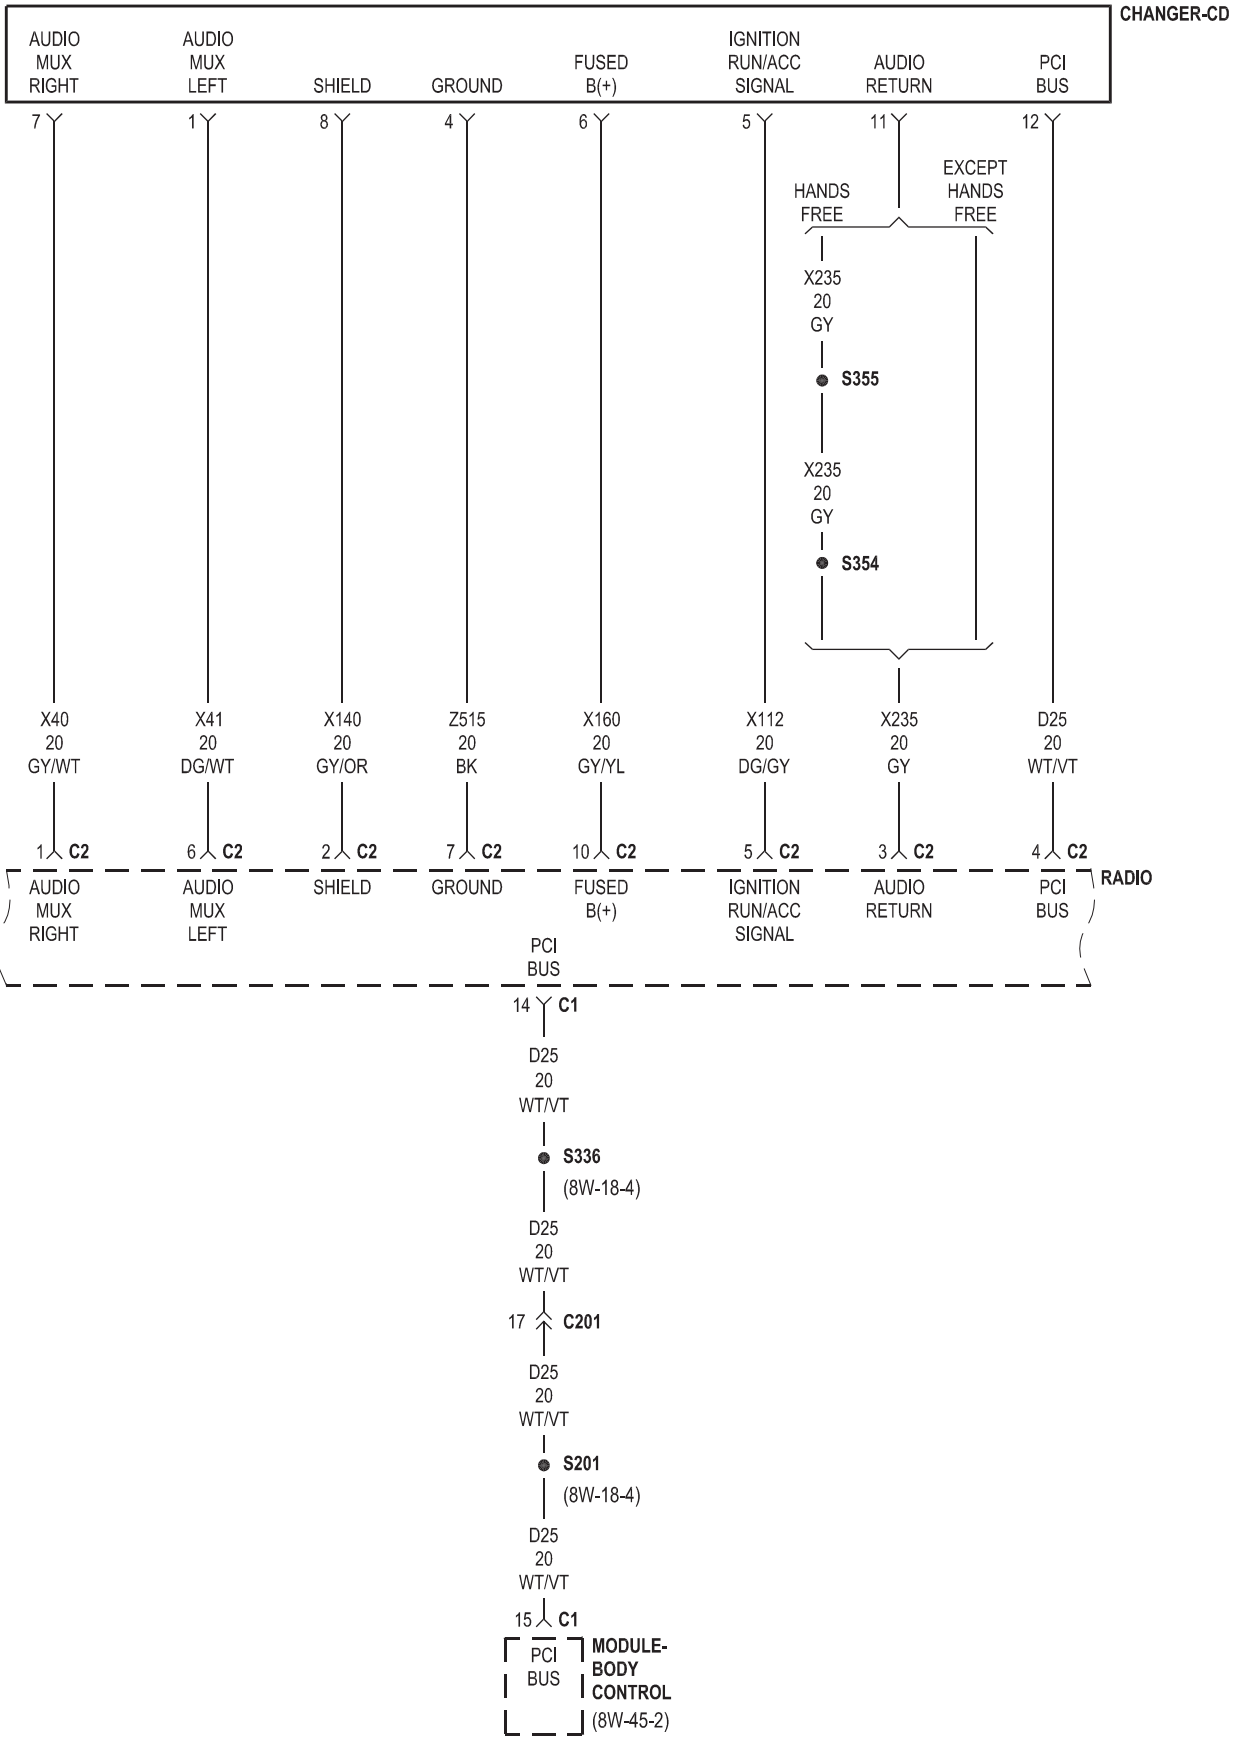 CHANGER-CD
AUDIO
MUX
RIGHT
AUDIO
MUX
LEFT
SHIELD
GROUND
FUSED
B(+)
IGNITION
RUN/ACC
SIGNAL
AUDIO
RETURN
PCI
BUS
7
1
8
4
6
5
11
12
HANDS
FREE
EXCEPT
HANDS
FREE
X235
20
GY
S355
X235
20
GY
S354
X40
20
GY/WT
X41
20
DG/WT
X140
20
GY/OR
Z515
20
BK
X160
20
GY/YL
X112
20
DG/GY
X235
20
GY
D25
20
WT/VT
1 C2
6 C2
2 C2
7 C2
10 C2
5 C2
3 C2
4 C2
RADIO
AUDIO
MUX
RIGHT
AUDIO
MUX
LEFT
SHIELD
GROUND
FUSED
B(+)
IGNITION
RUN/ACC
SIGNAL
AUDIO
RETURN
PCI
BUS
PCI
BUS
14 C1
D25
20
WT/VT
S336
(8W-18-4)
D25
20
WT/VT
17 C201
D25
20
WT/VT
S201
(8W-18-4)
D25
20
WT/VT
15 C1
PCI
BUS
MODULE-
BODY
CONTROL
(8W-45-2)